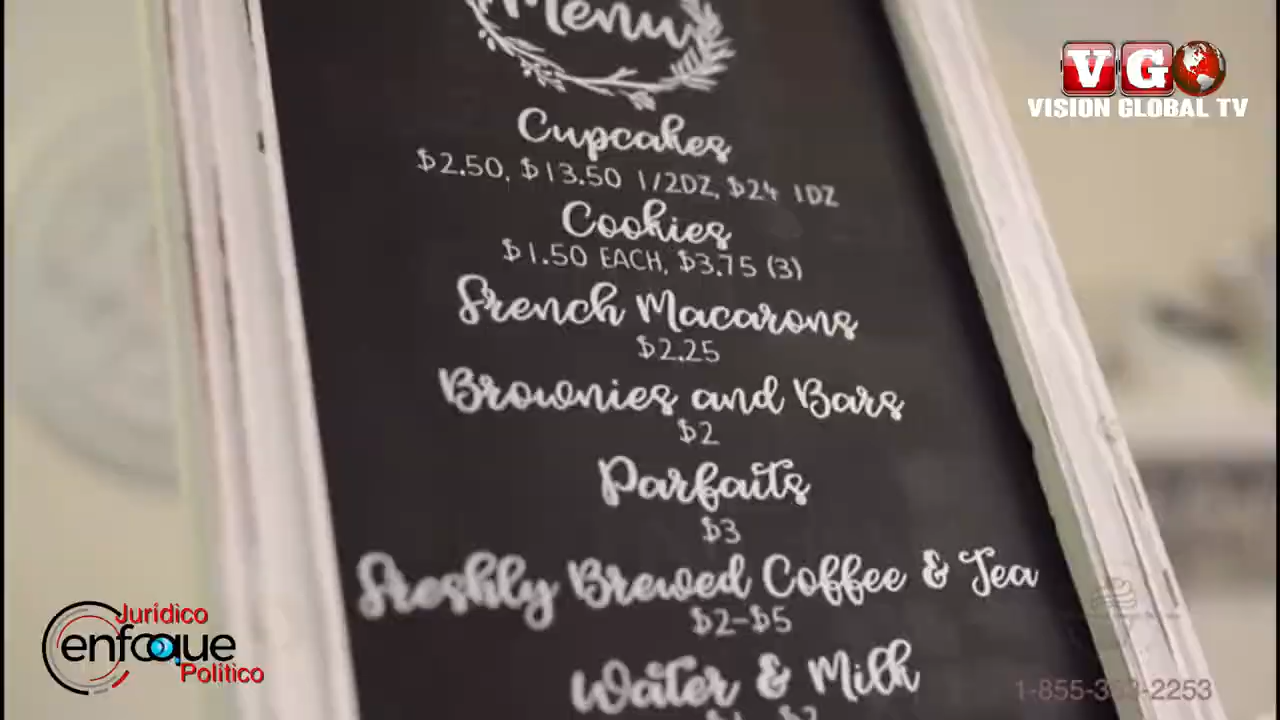 Menu
VGO
VISION GLOBAL TV
Cupcakes
$2.50, $13.50 1/2DZ, $24 1DZ
Cookies
$1.50 EACH, $3.75 (3)
French Macarons
$2.25
Brownies and Bars
$2
Parfaits
$3
Freshly Brewed Coffee & Tea
$2-$5
Water & Milk
Jurídico
enfoque
Político